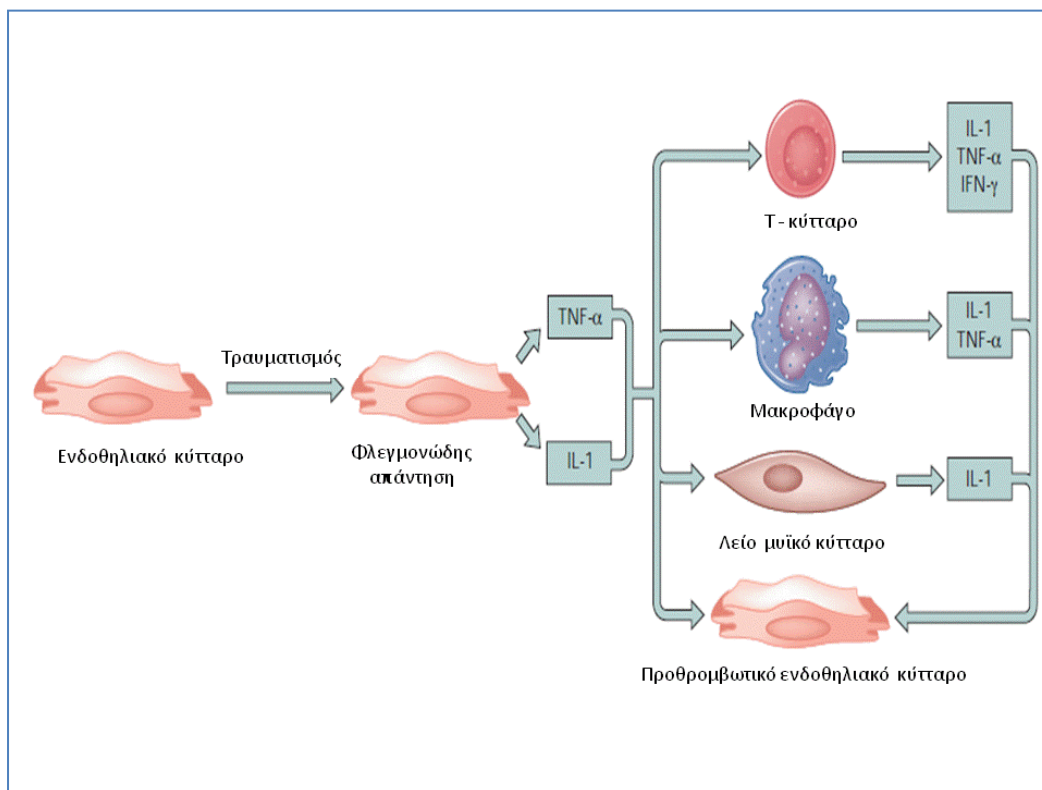 IL-1
TNF-α
IFN-γ
Τ - κύτταρο
TNF-α
IL-1
TNF-α
Τραυματισμός
Μακροφάγο
Ενδοθηλιακό κύτταρο
Φλεγμονώδης
απάντηση
IL-1
IL-1
Λείο μυϊκό κύτταρο
Προθρομβωτικό ενδοθηλιακό κύτταρο